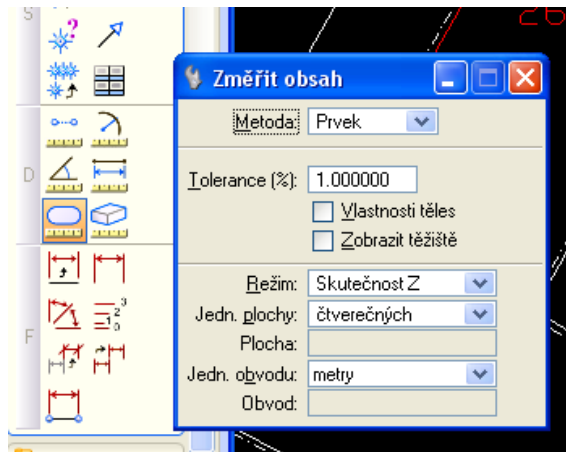 S
26
Změřit obsah
Metoda: Prvek
D
Tolerance (%): 1.000000
Vlastnosti těles
Zobrazit těžiště
F
Režim: Skutečnost Z
Jedn. plochy: čtverečných
Plocha:
Jedn. obvodu: metry
Obvod: